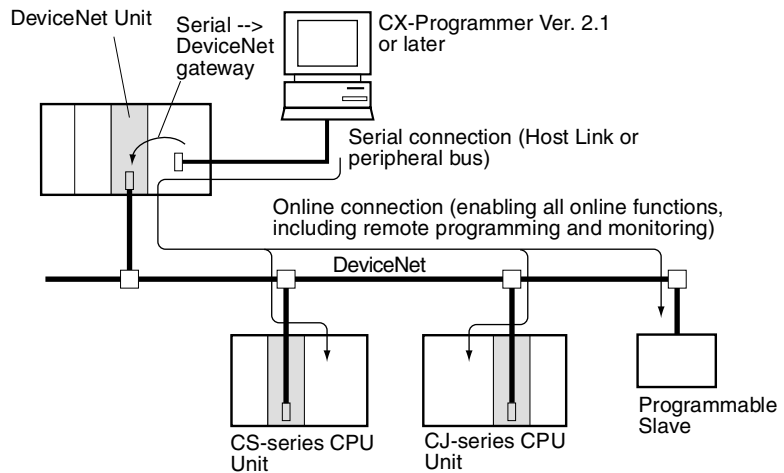 DeviceNet Unit
Serial -->
DeviceNet
gateway
CX-Programmer Ver. 2.1
or later
Serial connection (Host Link or
peripheral bus)
Online connection (enabling all online functions,
including remote programming and monitoring)
DeviceNet
CS-series CPU
Unit
CJ-series CPU
Unit
Programmable
Slave